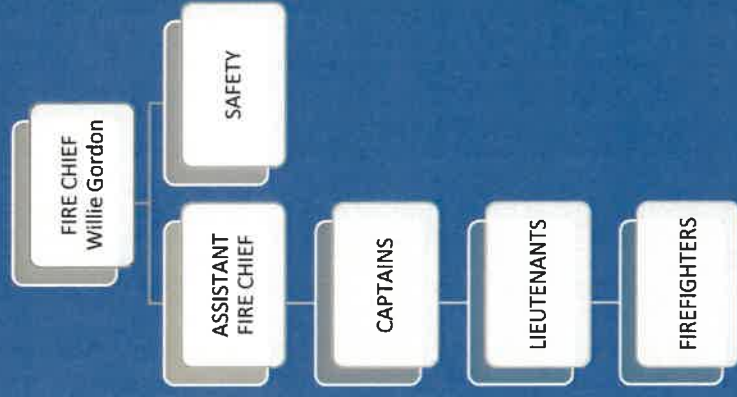 FIRE CHIEF
Willie Gordon
ASSISTANT
FIRE CHIEF
SAFETY
CAPTAINS
LIEUTENANTS
FIREFIGHTERS